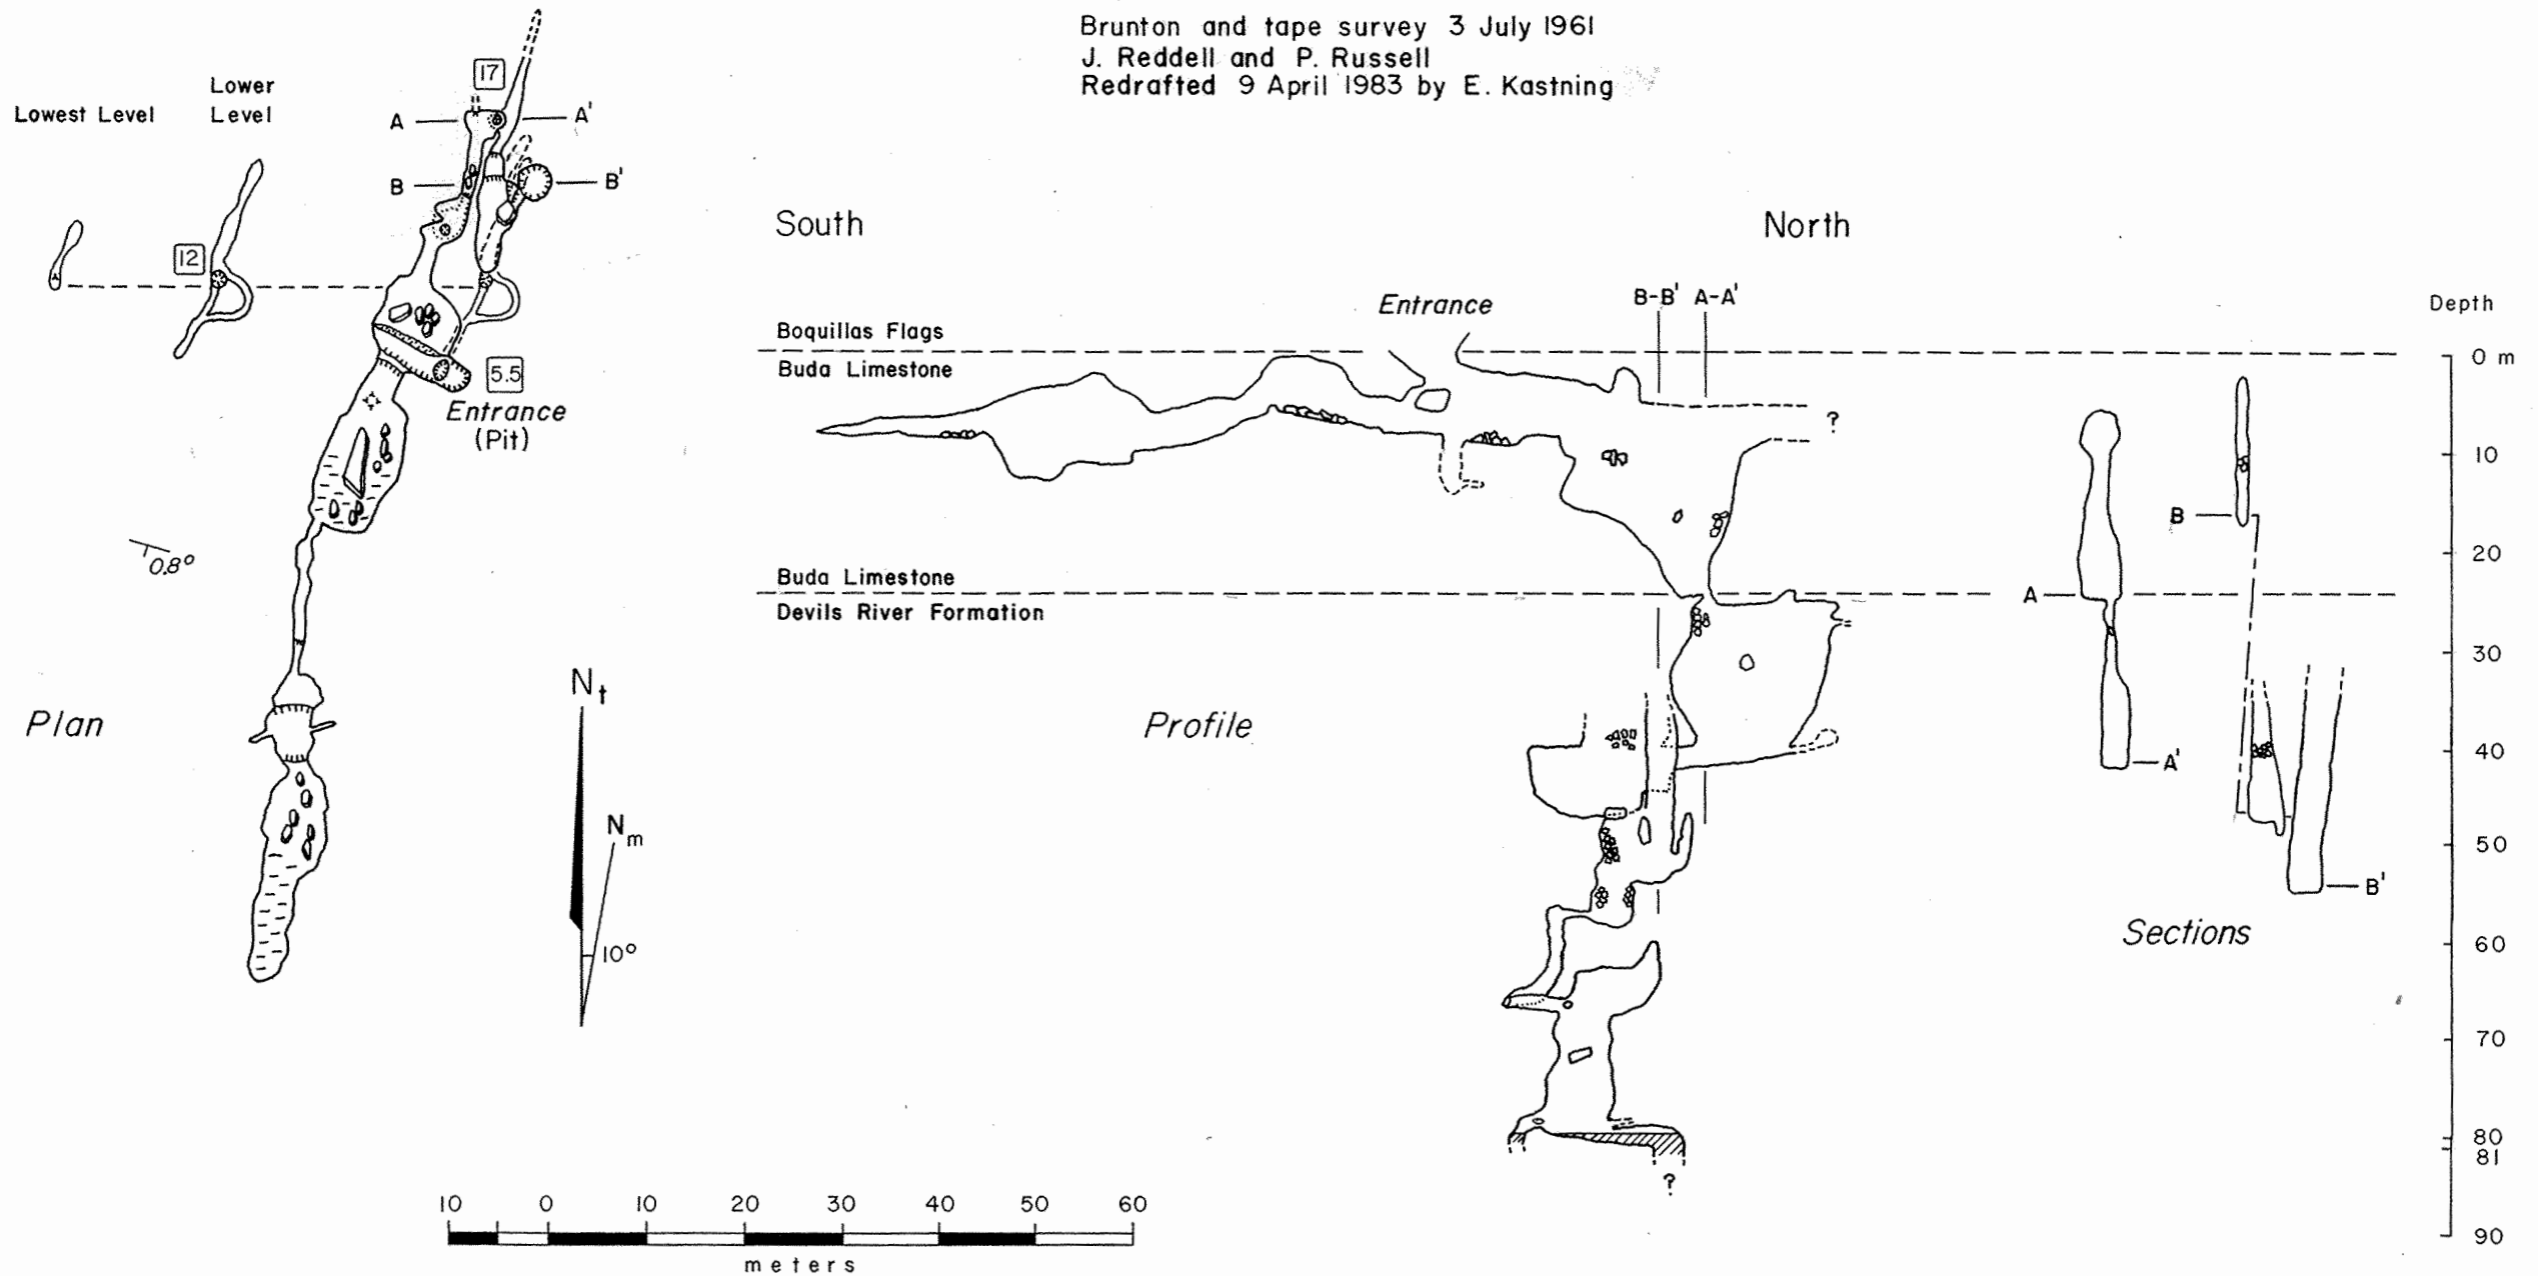 Brunton and tape survey 3 July 1961
J. Reddell and P. Russell
Redrafted 9 April 1983 by E. Kastning
Lowest Level
Lower
Level
17
A
A'
B
B'
12
5.5
Entrance
(Pit)
0.8°
Plan
Nt
Nm
10°
South
North
Entrance
B-B'
A-A'
Boquillas Flags
Buda Limestone
?
Buda Limestone
Devils River Formation
Profile
?
B
A
A'
B'
Sections
Depth
0 m
10
20
30
40
50
60
70
80
81
90
10 0 10 20 30 40 50 60
meters